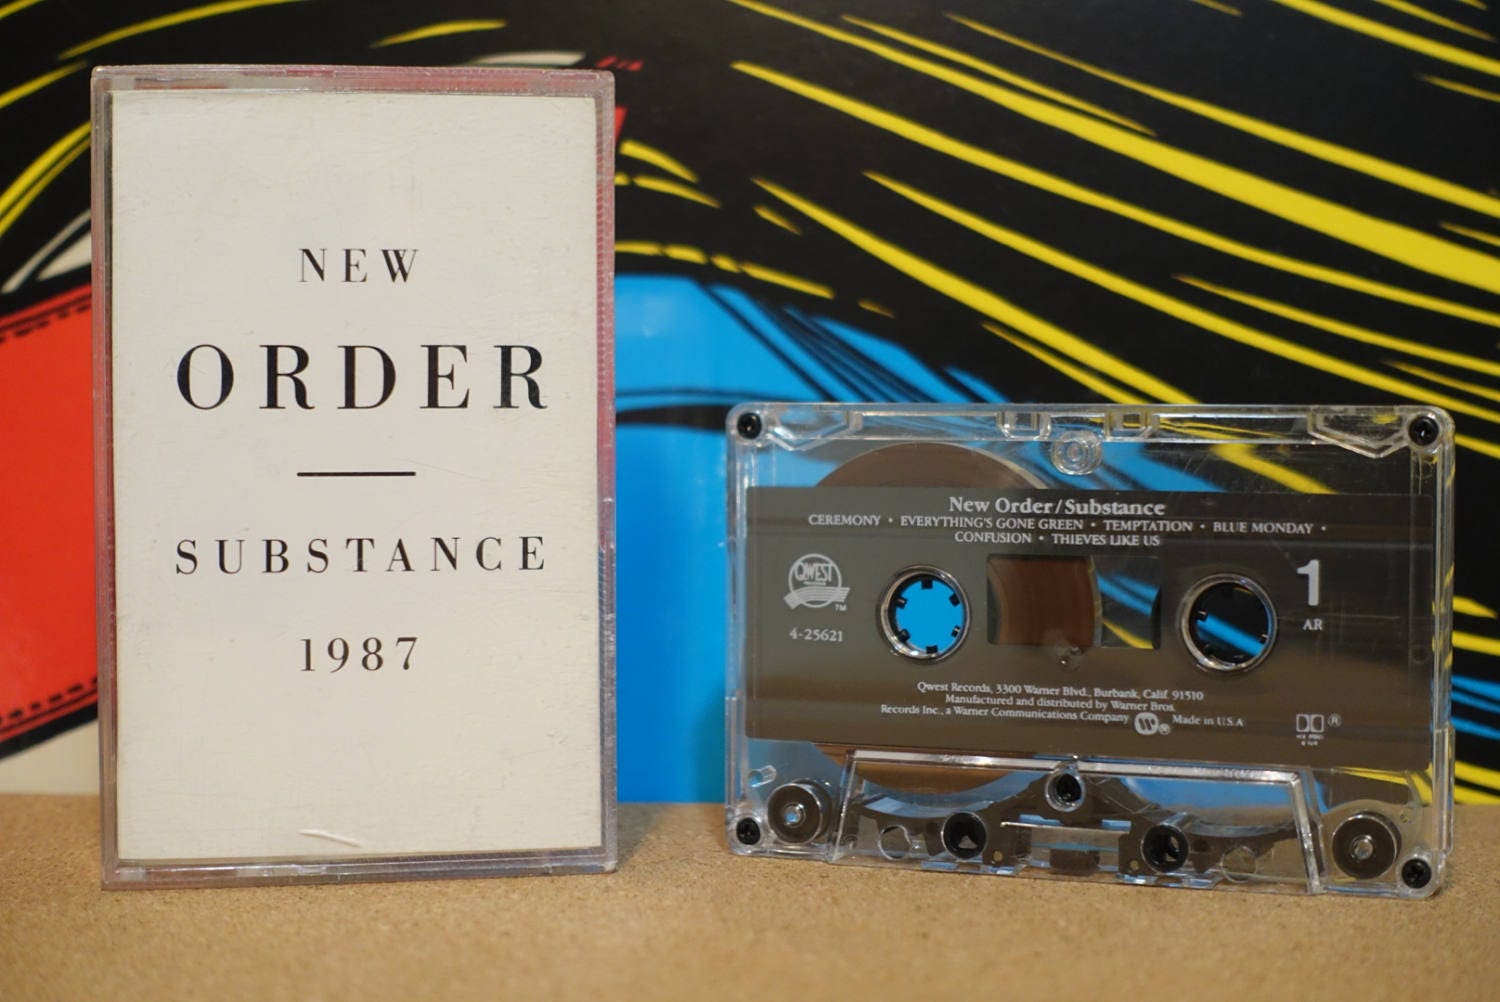 NEW
ORDER
SUBSTANCE
1987
New Order/Substance
CEREMONY • EVERYTHING'S GONE GREEN • TEMPTATION • BLUE MONDAY •
CONFUSION • THIEVES LIKE US
QWEST
TM
4-25621
1
AR
Qwest Records, 3300 Warner Blvd., Burbank, Calif. 91510
Manufactured and distributed by Warner Bros.
Records Inc., a Warner Communications Company
Made in U.S.A
®
®